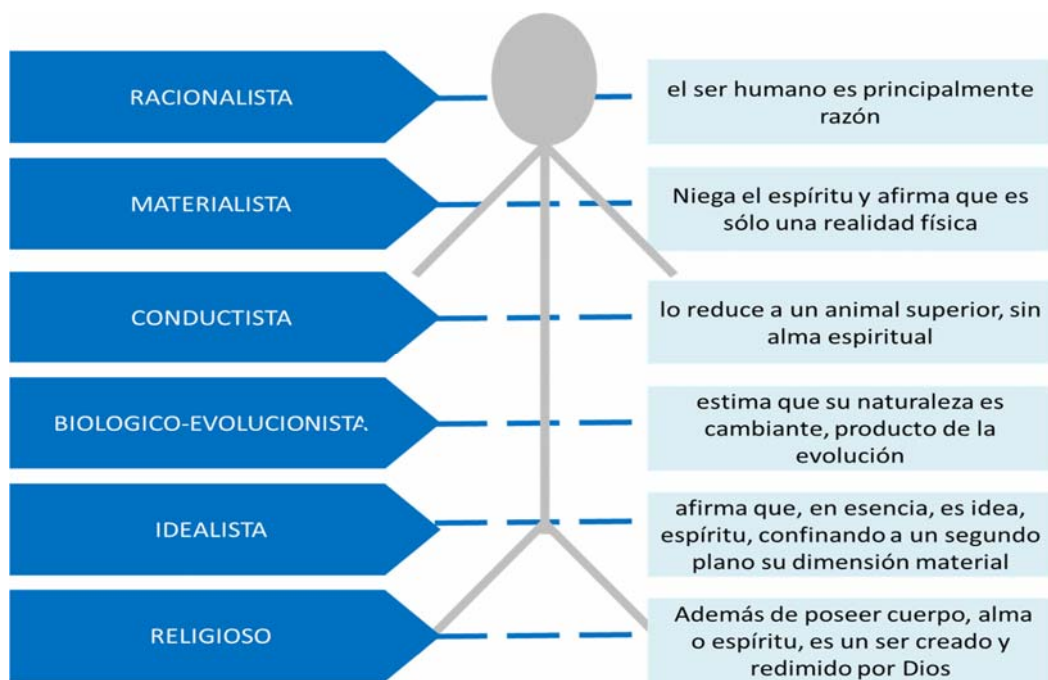 RACIONALISTA
el ser humano es principalmente
razón
MATERIALISTA
Niega el espíritu y afirma que es
sólo una realidad física
CONDUCTISTA
lo reduce a un animal superior, sin
alma espiritual
BIOLOGICO-EVOLUCIONISTA
estima que su naturaleza es
cambiante, producto de la
evolución
IDEALISTA
afirma que, en esencia, es idea,
espíritu, confinando a un segundo
plano su dimensión material
RELIGIOSO
Además de poseer cuerpo, alma
o espíritu, es un ser creado y
redimido por Dios